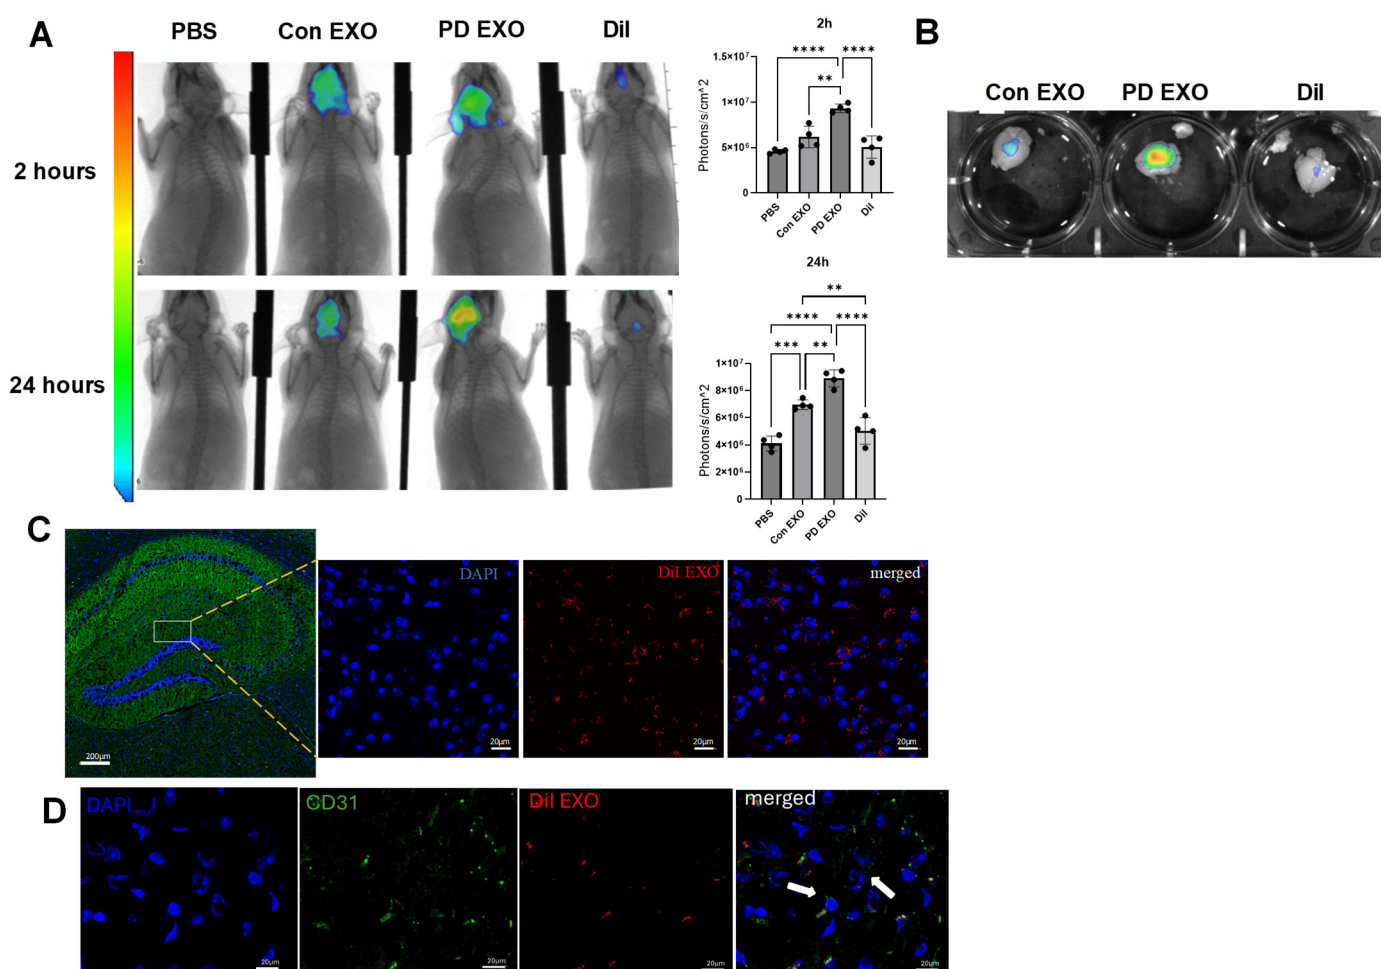 A
PBS
Con EXO
PD EXO
DiI
2 hours
24 hours
2h
**** ****
**
1.5×10⁷
1×10⁷
5×10⁶
0
Photons/s/cm^2
PBS
Con EXO
PD EXO
DiI
24h
**
**** ****
*** **
1×10⁷
8×10⁶
6×10⁶
4×10⁶
2×10⁶
0
Photons/s/cm^2
PBS
Con EXO
PD EXO
DiI
B
Con EXO
PD EXO
DiI
C
200μm
DAPI
20μm
DiI EXO
20μm
merged
20μm
D
DAPI
20μm
CD31
20μm
DiI EXO
20μm
merged
20μm